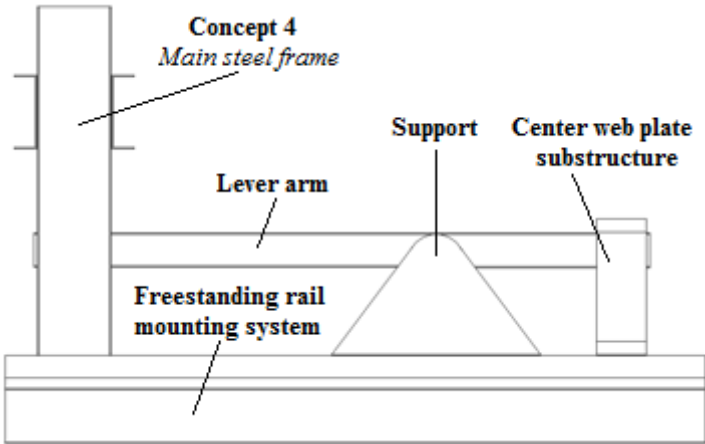 Concept 4
Main steel frame
Support
Center web plate
substructure
Lever arm
Freestanding rail
mounting system